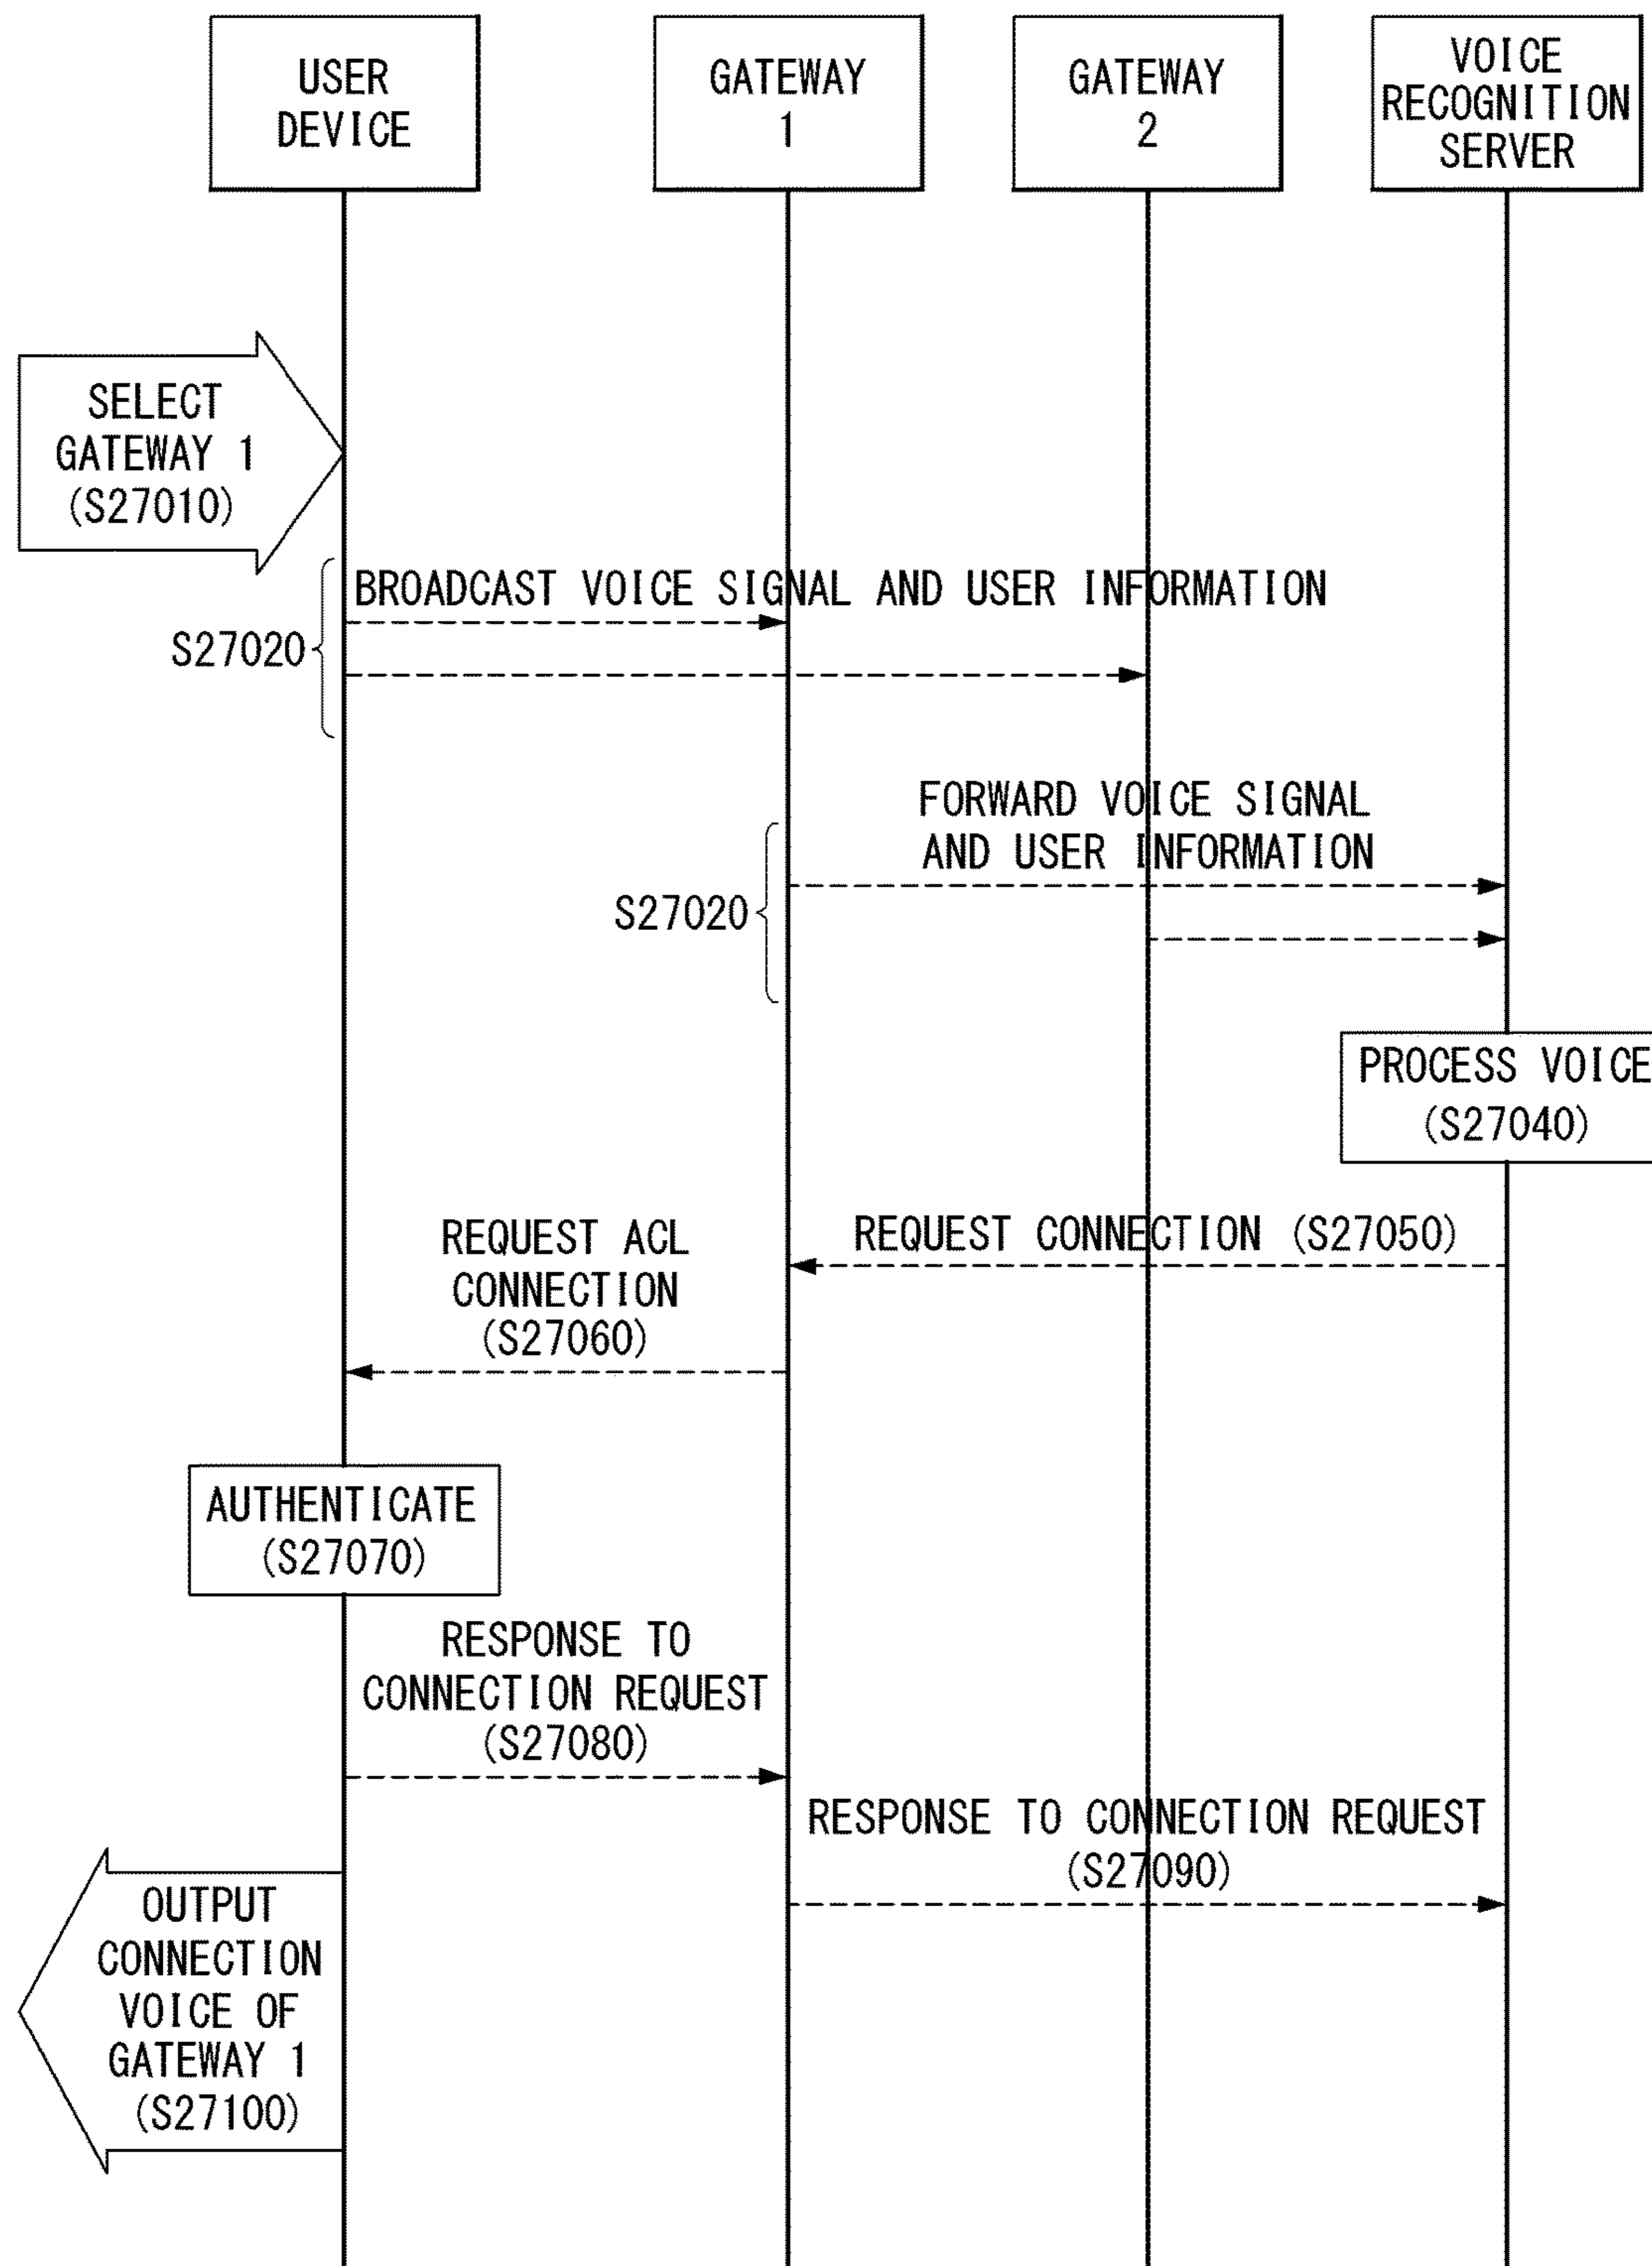 USER
DEVICE
GATEWAY
1
GATEWAY
2
VOICE
RECOGNITION
SERVER
SELECT
GATEWAY 1
(S27010)
BROADCAST VOICE SIGNAL AND USER INFORMATION
S27020
FORWARD VOICE SIGNAL
AND USER INFORMATION
S27020
PROCESS VOICE
(S27040)
REQUEST CONNECTION (S27050)
REQUEST ACL
CONNECTION
(S27060)
AUTHENTICATE
(S27070)
RESPONSE TO
CONNECTION REQUEST
(S27080)
RESPONSE TO CONNECTION REQUEST
(S27090)
OUTPUT
CONNECTION
VOICE OF
GATEWAY 1
(S27100)